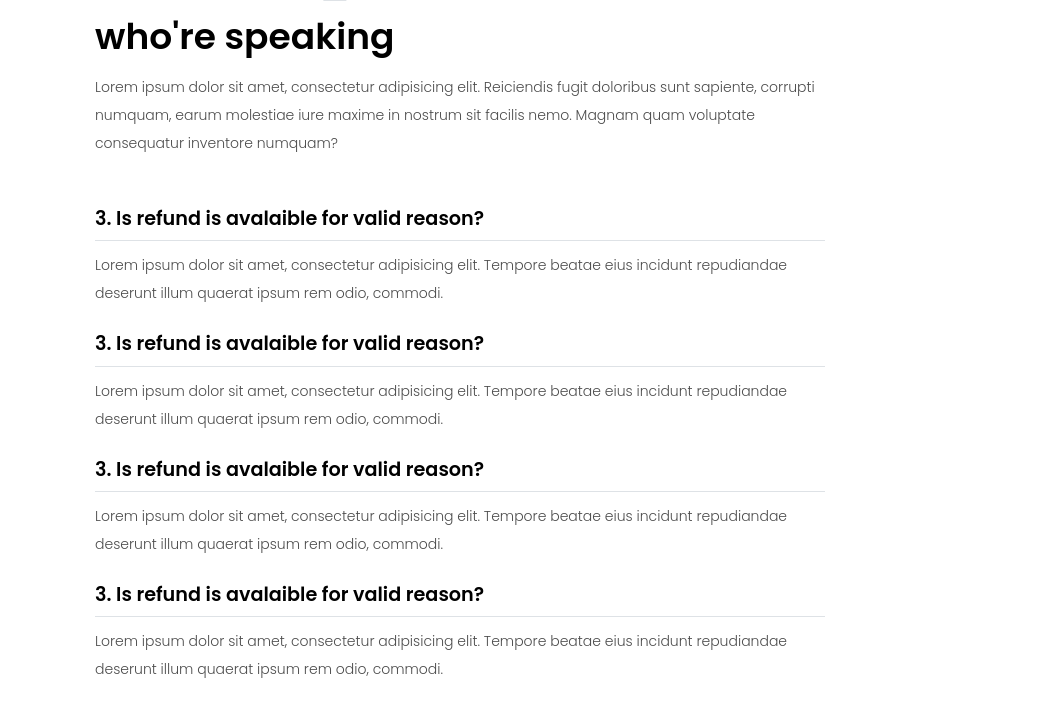 who're speaking
Lorem ipsum dolor sit amet, consectetur adipisicing elit. Reiciendis fugit doloribus sunt sapiente, corrupti
numquam, earum molestiae iure maxime in nostrum sit facilis nemo. Magnam quam voluptate
consequatur inventore numquam?
3. Is refund is avalaible for valid reason?
Lorem ipsum dolor sit amet, consectetur adipisicing elit. Tempore beatae eius incidunt repudiandae
deserunt illum quaerat ipsum rem odio, commodi.
3. Is refund is avalaible for valid reason?
Lorem ipsum dolor sit amet, consectetur adipisicing elit. Tempore beatae eius incidunt repudiandae
deserunt illum quaerat ipsum rem odio, commodi.
3. Is refund is avalaible for valid reason?
Lorem ipsum dolor sit amet, consectetur adipisicing elit. Tempore beatae eius incidunt repudiandae
deserunt illum quaerat ipsum rem odio, commodi.
3. Is refund is avalaible for valid reason?
Lorem ipsum dolor sit amet, consectetur adipisicing elit. Tempore beatae eius incidunt repudiandae
deserunt illum quaerat ipsum rem odio, commodi.